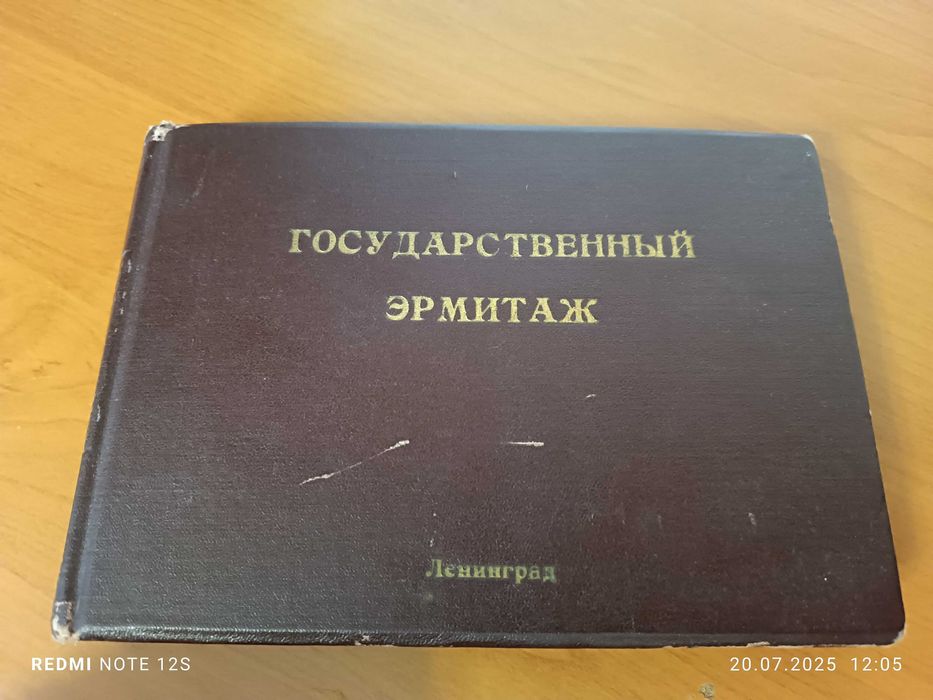 ГОСУДАРСТВЕННЫЙ
ЭРМИТАЖ
Ленинград
REDMI NOTE 12S
20.07.2025 12:05